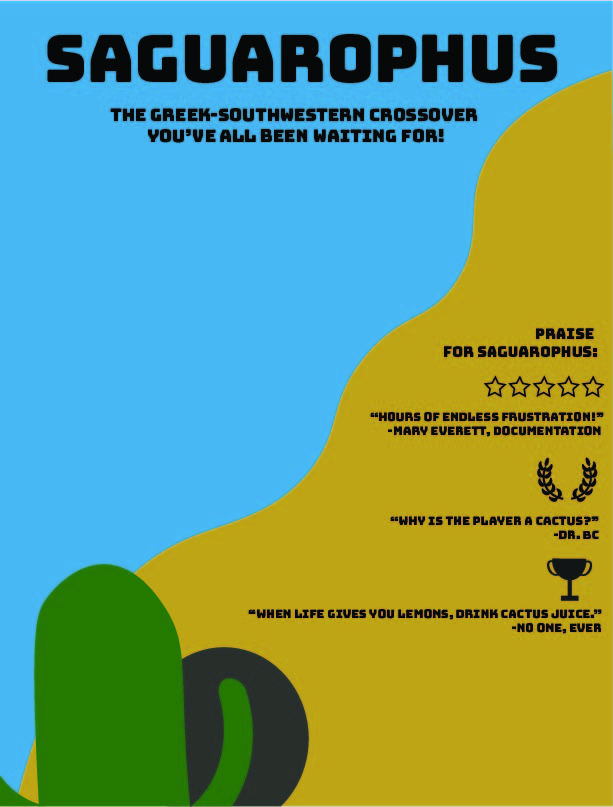 SAGUAROPHUS
THE GREEK-SOUTHWESTERN CROSSOVER
YOU'VE ALL BEEN WAITING FOR!
PRAISE
FOR SAGUAROPHUS:
“HOURS OF ENDLESS FRUSTRATION!”
-MARY EVERETT, DOCUMENTATION
“WHY IS THE PLAYER A CACTUS?”
-DR. BC
“WHEN LIFE GIVES YOU LEMONS, DRINK CACTUS JUICE.”
-NO ONE, EVER